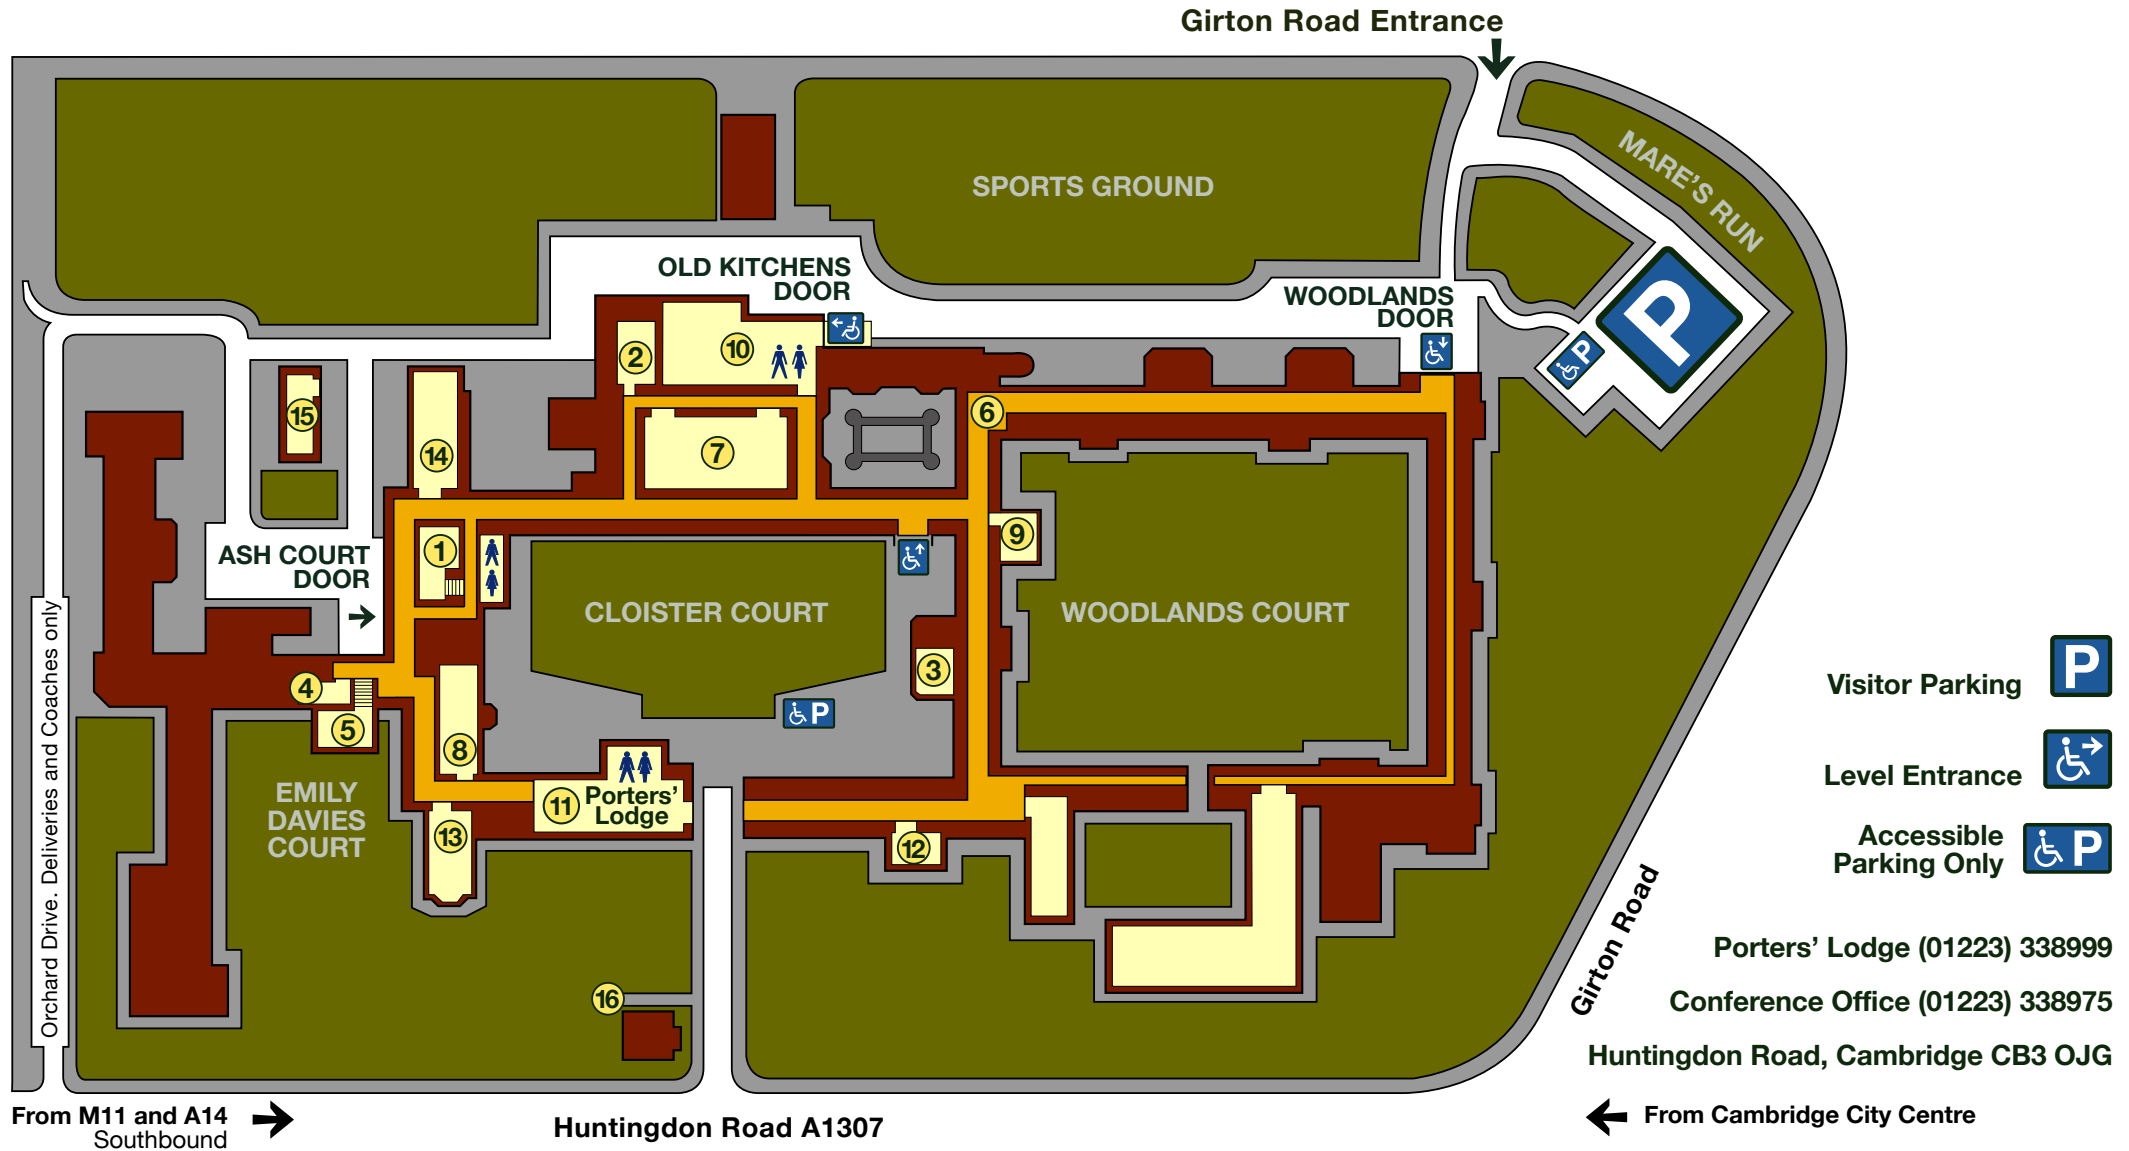 Girton Road Entrance
MARE'S RUN
SPORTS GROUND
OLD KITCHENS
DOOR
WOODLANDS
DOOR
P
P
2
10
15
14
7
6
1
9
ASH COURT
DOOR
CLOISTER COURT
WOODLANDS COURT
3
4
5
8
P
11
Porters'
Lodge
13
12
EMILY
DAVIES
COURT
16
Orchard Drive. Deliveries and Coaches only
Visitor Parking
P
Level Entrance
Accessible
Parking Only
P
Girton Road
Porters' Lodge (01223) 338999
Conference Office (01223) 338975
Huntingdon Road, Cambridge CB3 OJG
From M11 and A14
Southbound
Huntingdon Road A1307
From Cambridge City Centre